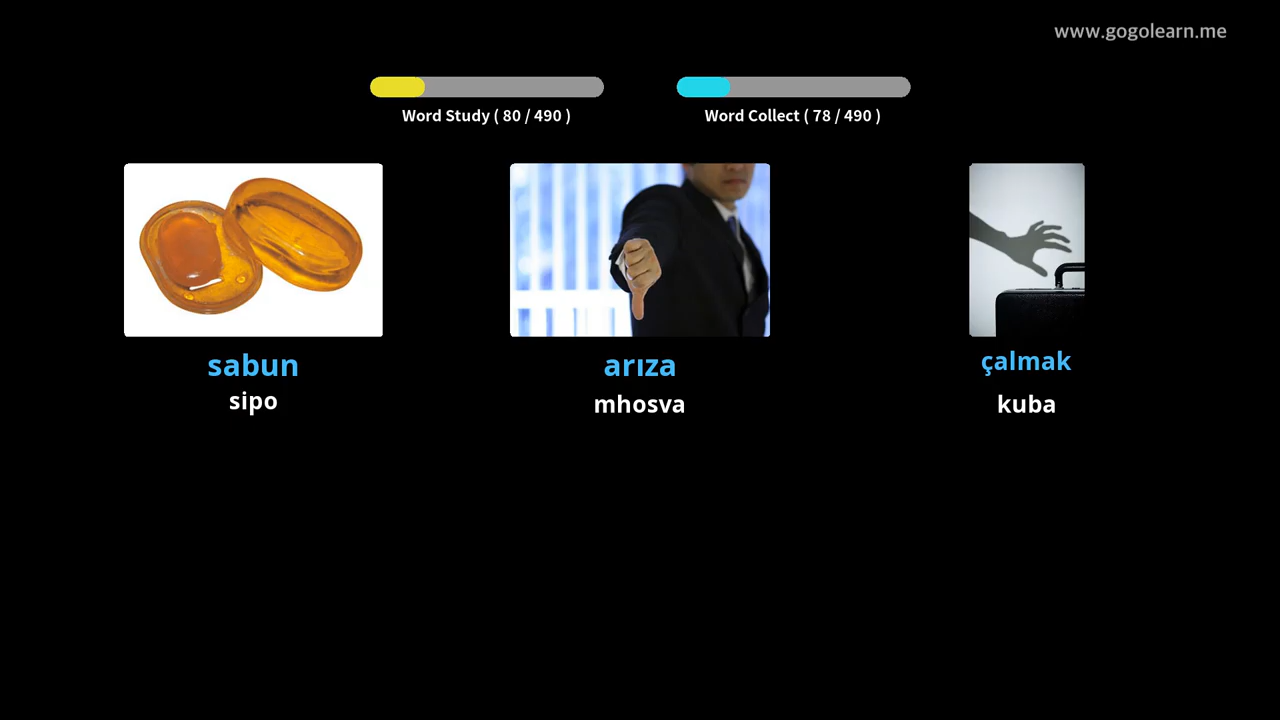 www.gogolearn.me
Word Study ( 80 / 490 )
Word Collect ( 78 / 490 )
sabun
sipo
arıza
mhosva
çalmak
kuba